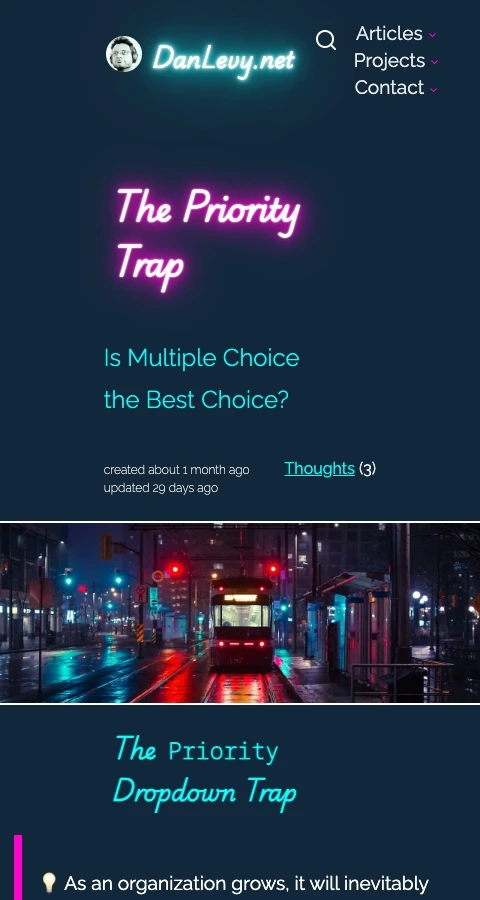 DanLevy.net
Articles
Projects
Contact
The Priority
Trap
Is Multiple Choice
the Best Choice?
created about 1 month ago
updated 29 days ago
Thoughts (3)
The Priority
Dropdown Trap
💡 As an organization grows, it will inevitably